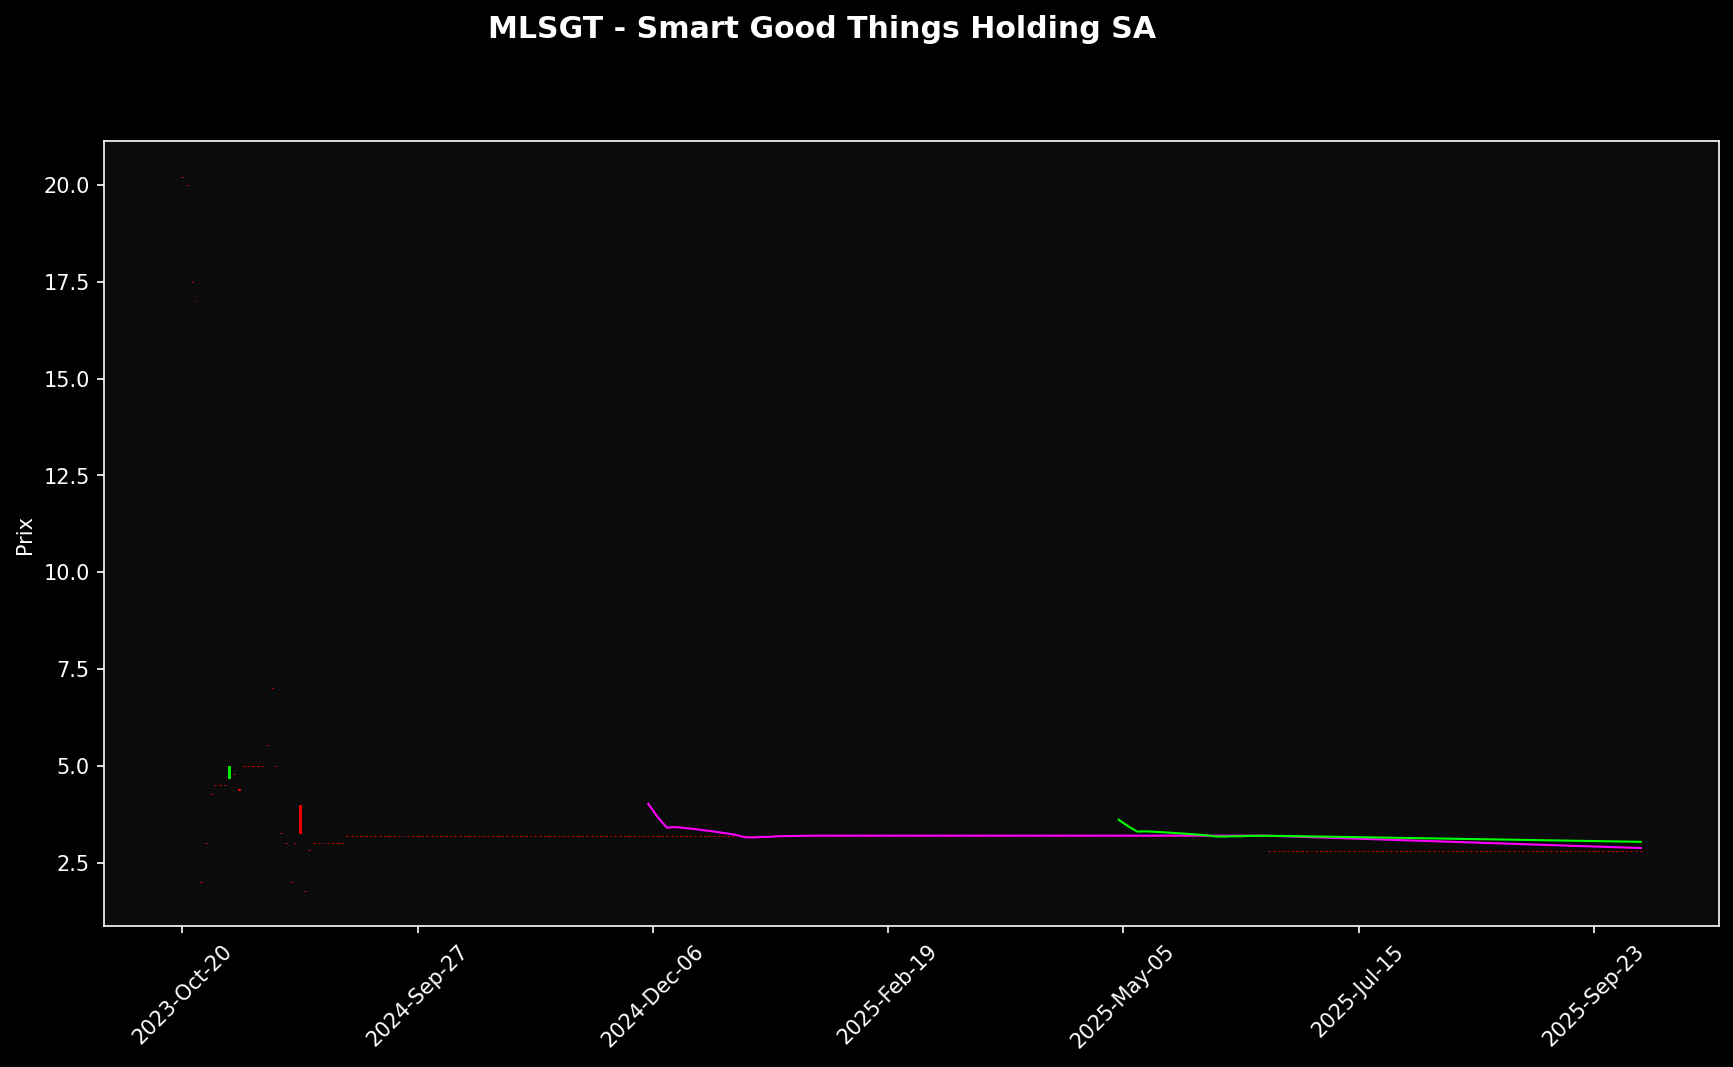 MLSGT - Smart Good Things Holding SA
20.0
17.5
15.0
12.5
10.0
7.5
5.0
2.5
Prix
2023-Oct-20
2024-Sep-27
2024-Dec-06
2025-Feb-19
2025-May-05
2025-Jul-15
2025-Sep-23